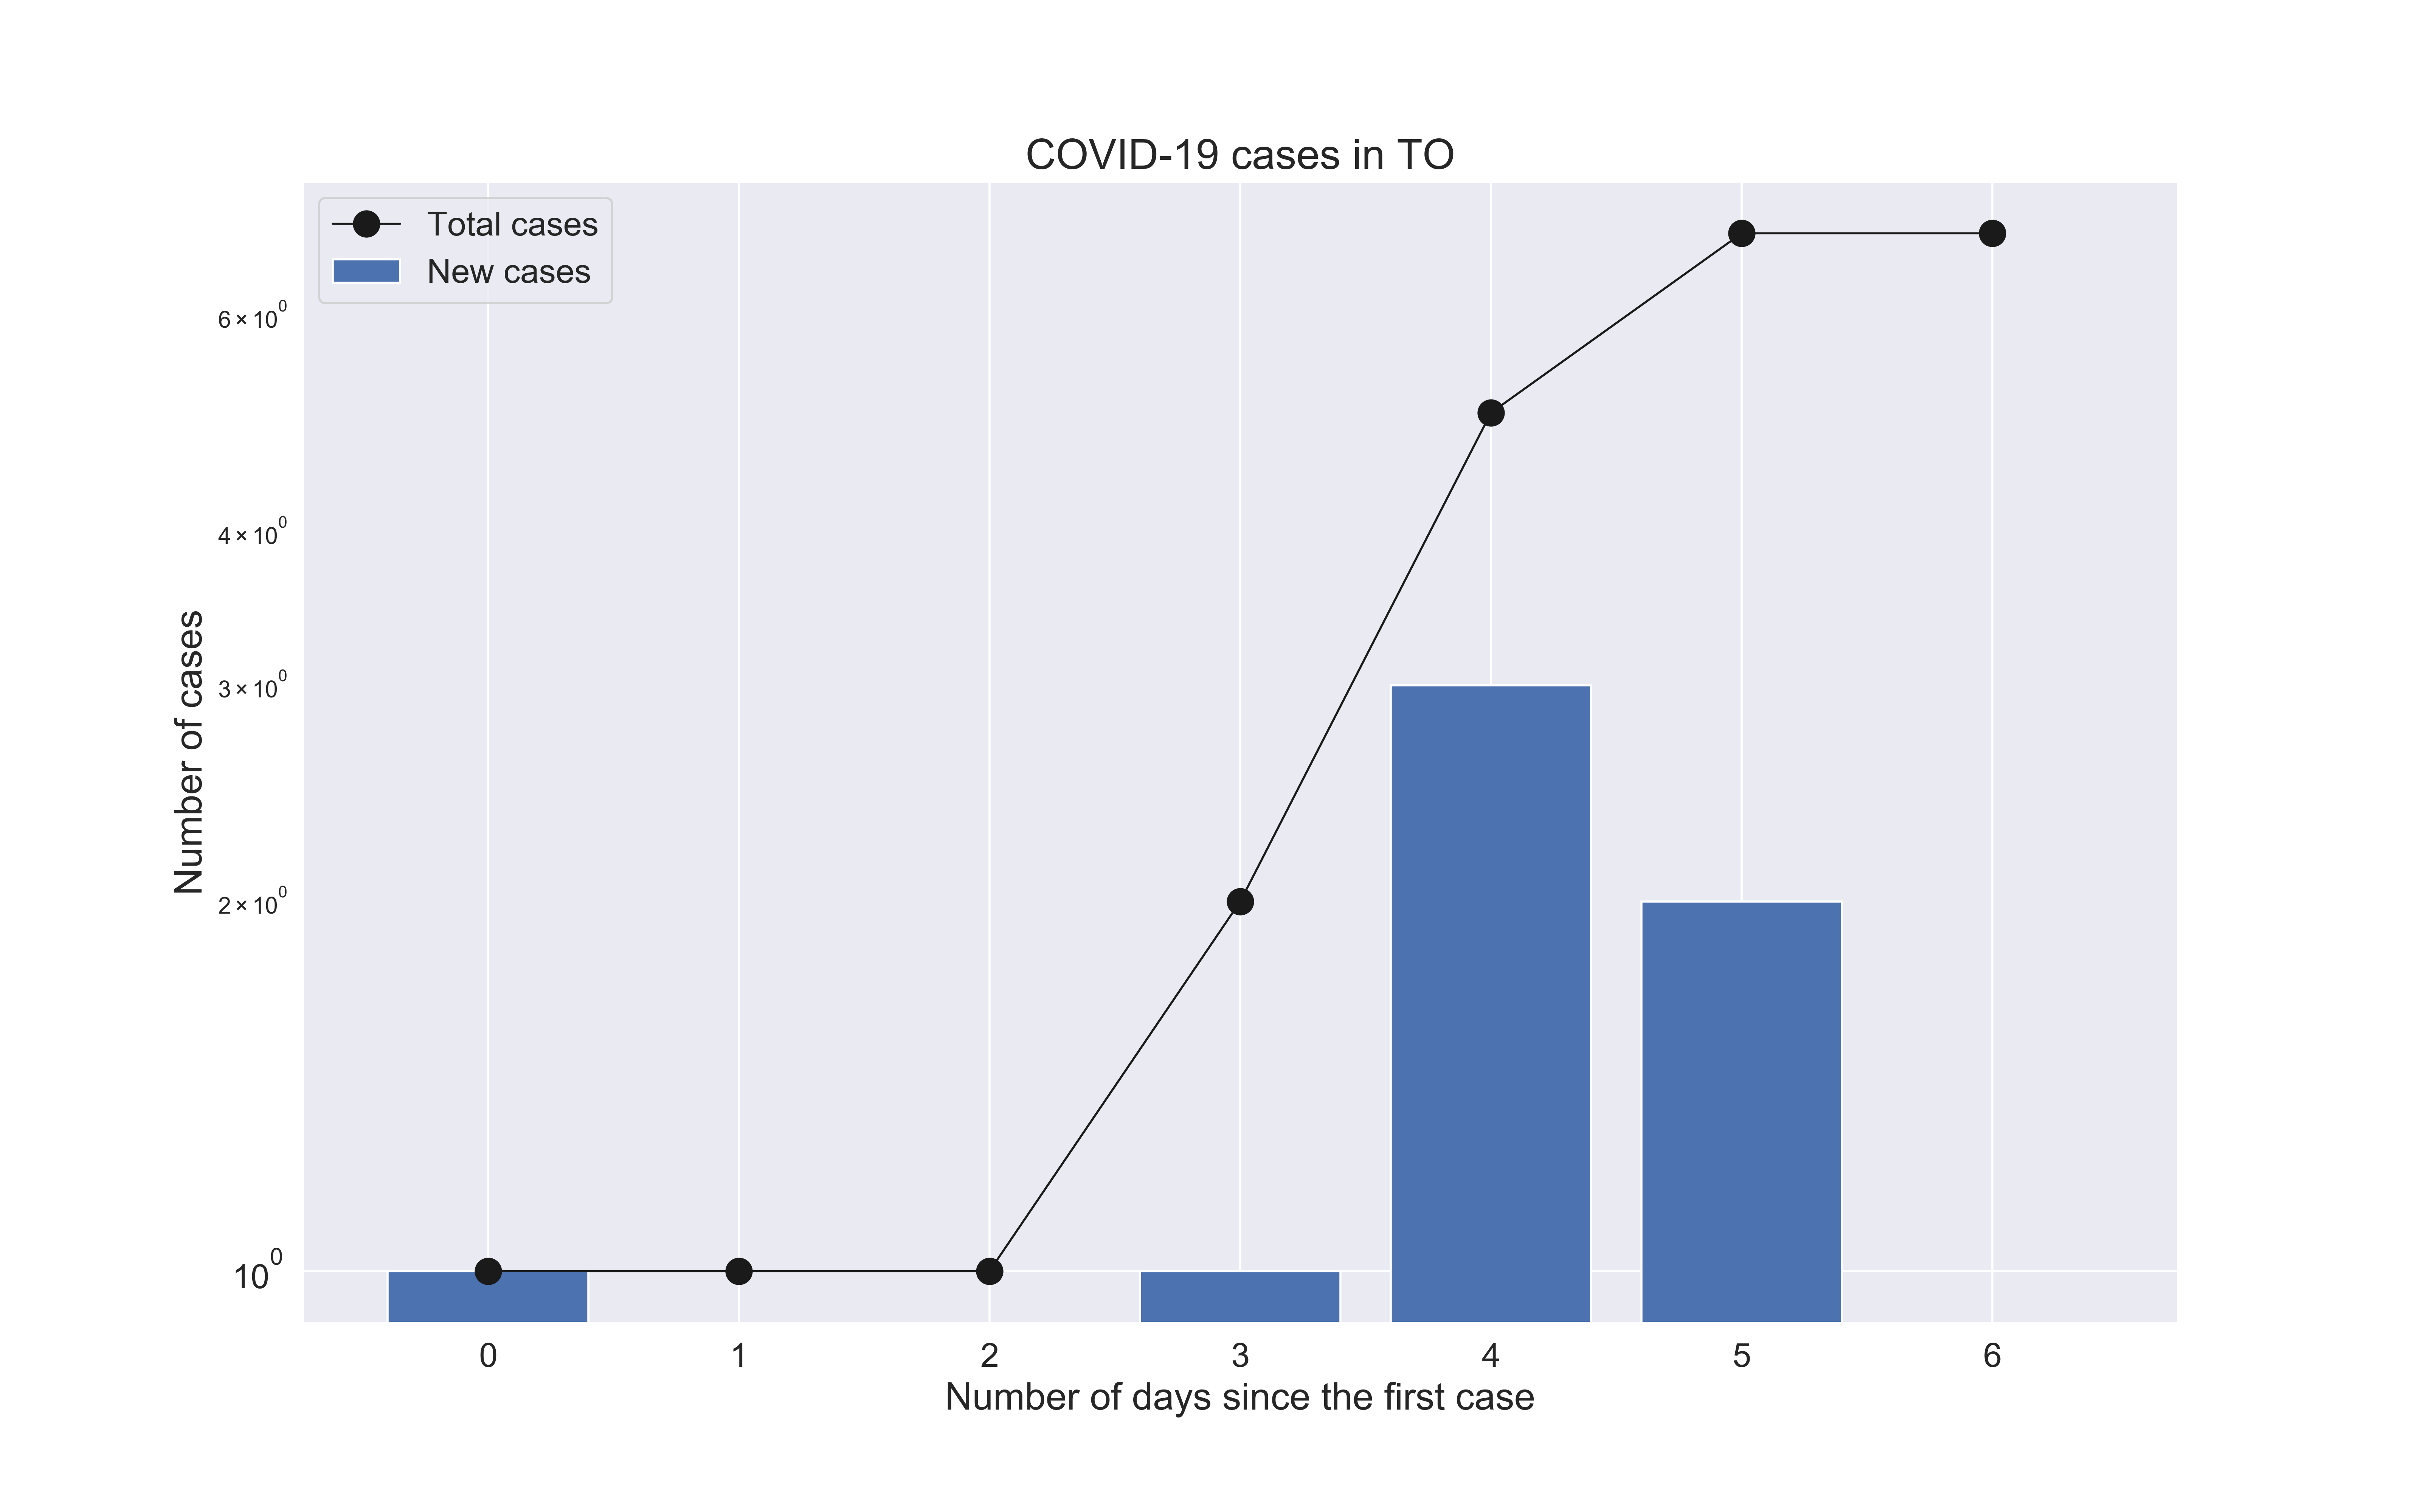 COVID-19 cases in TO
Total cases
New cases
6 × 10⁰
4 × 10⁰
3 × 10⁰
2 × 10⁰
10⁰
Number of cases
0 1 2 3 4 5 6
Number of days since the first case